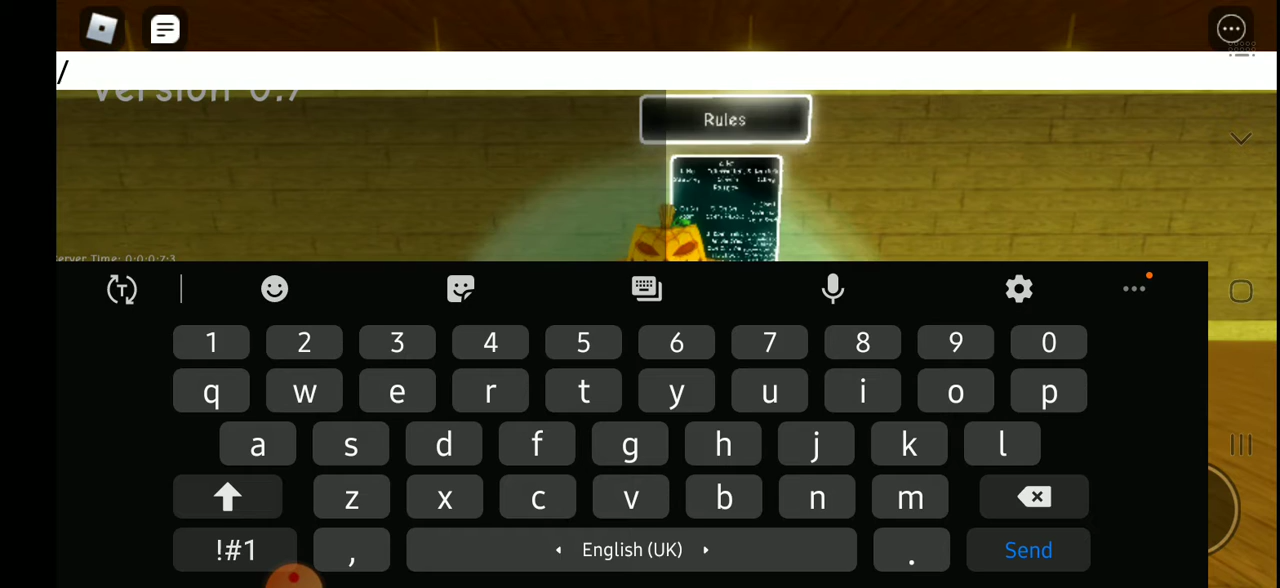 /
Version 0.7
Rules
erver Time: 0:0:0:7:3
1 2 3 4 5 6 7 8 9 0
q w e r t y u i o p
a s d f g h j k l
z x c v b n m
!#1 , English (UK) . Send